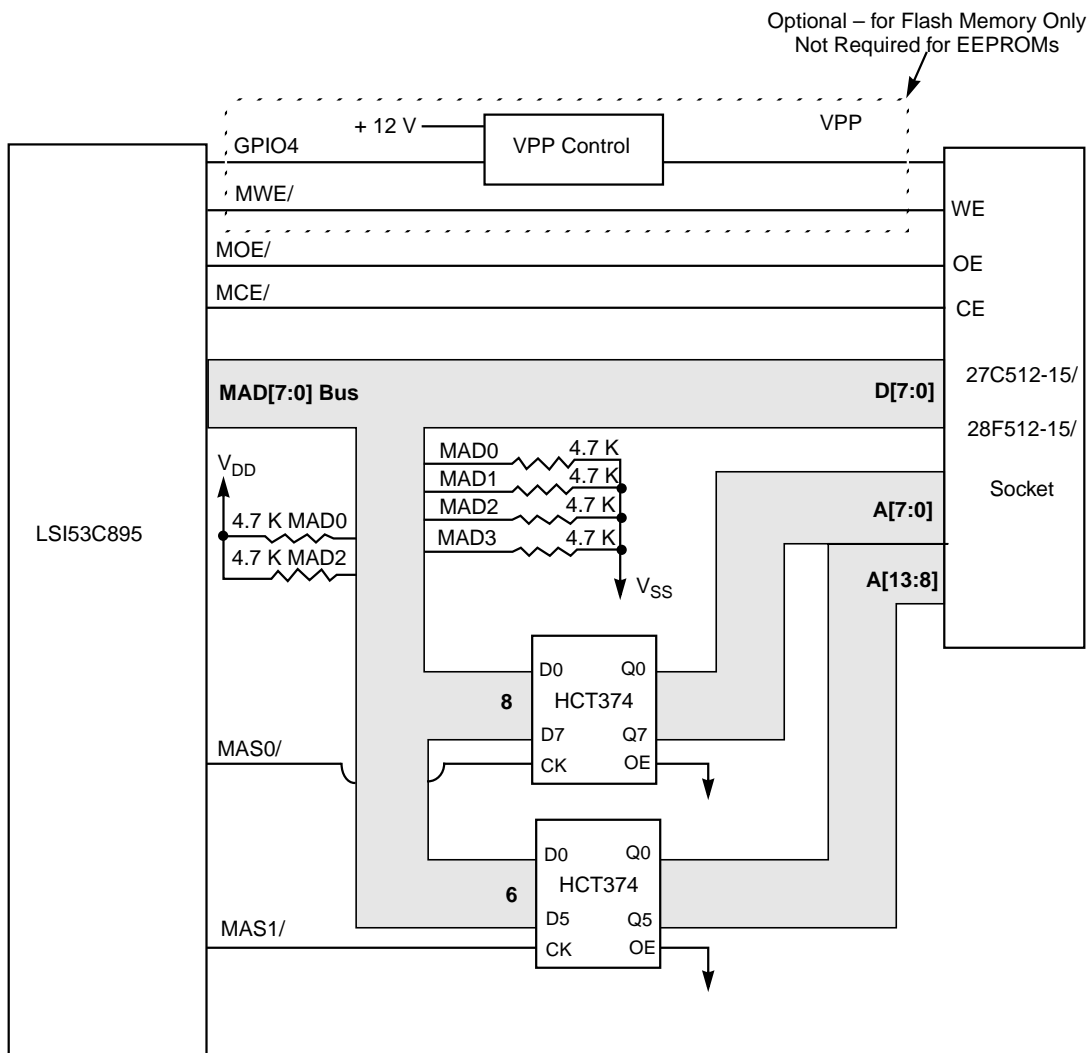 Optional – for Flash Memory Only
Not Required for EEPROMs
+ 12 V
VPP Control
VPP
GPIO4
MWE/
WE
MOE/
OE
MCE/
CE
MAD[7:0] Bus
D[7:0]
27C512-15/
28F512-15/
Socket
VDD
MAD0
4.7 K
MAD1
4.7 K
MAD2
4.7 K
MAD3
4.7 K
VSS
4.7 K MAD0
4.7 K MAD2
LSI53C895
A[7:0]
A[13:8]
D0
Q0
8
HCT374
D7
Q7
MAS0/
CK
OE
D0
Q0
6
HCT374
D5
Q5
MAS1/
CK
OE